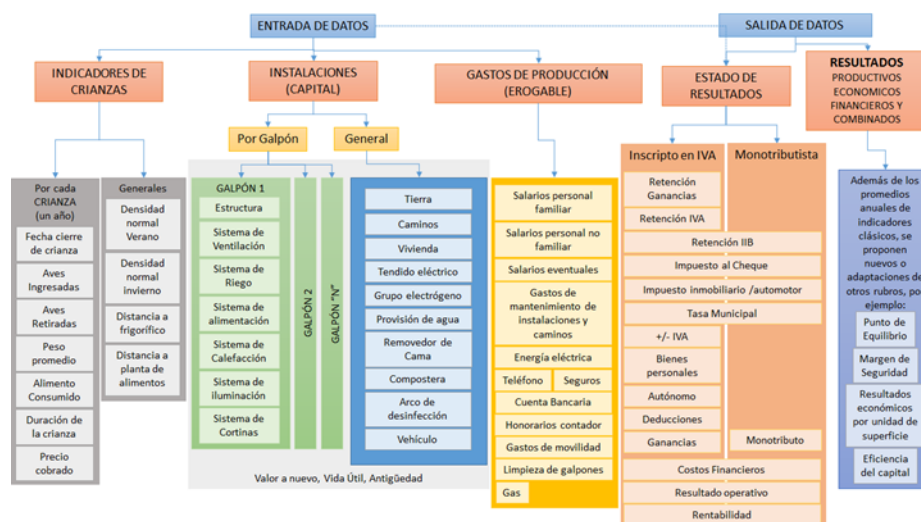 ENTRADA DE DATOS
SALIDA DE DATOS
INDICADORES DE
CRIANZAS
INSTALACIONES
(CAPITAL)
GASTOS DE PRODUCCIÓN
(EROGABLE)
ESTADO DE
RESULTADOS
RESULTADOS
PRODUCTIVOS
ECONOMICOS
FINANCIEROS Y
COMBINADOS
Por Galpón
General
Por cada
CRIANZA
(un año)
Fecha cierre
de crianza
Aves
Ingresadas
Aves
Retiradas
Peso
promedio
Alimento
Consumido
Duración de
la crianza
Precio
cobrado
Generales
Densidad
normal
Verano
Densidad
normal
invierno
Distancia a
frigorífico
Distancia a
planta de
alimentos
GALPÓN 1
Estructura
Sistema de
Ventilación
Sistema de
Riego
Sistema de
alimentación
Sistema de
Calefacción
Sistema de
iluminación
Sistema de
Cortinas
GALPÓN 2
GALPÓN "N"
Tierra
Caminos
Vivienda
Tendido eléctrico
Grupo electrógeno
Provisión de agua
Removedor de
Cama
Compostera
Arco de
desinfección
Vehículo
Valor a nuevo, Vida Útil, Antigüedad
Salarios personal
familiar
Salarios personal no
familiar
Salarios eventuales
Gastos de
mantenimiento de
instalaciones y
caminos
Energía eléctrica
Teléfono
Seguros
Cuenta Bancaria
Honorarios contador
Gastos de movilidad
Limpieza de galpones
Gas
Inscripto en IVA
Monotributista
Retención
Ganancias
Retención IVA
Retención IIB
Impuesto al Cheque
Impuesto inmobiliario /automotor
Tasa Municipal
+/- IVA
Bienes
personales
Autónomo
Deducciones
Ganancias
Monotributo
Costos Financieros
Resultado operativo
Rentabilidad
Además de los
promedios
anuales de
indicadores
clásicos, se
proponen
nuevos o
adaptaciones de
otros rubros, por
ejemplo:
Punto de
Equilibrio
Margen de
Seguridad
Resultados
económicos
por unidad de
superficie
Eficiencia
del capital